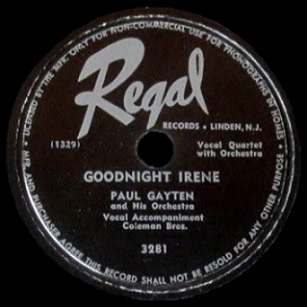 LICENSED BY THE MFR. ONLY FOR NON-COMMERCIAL USE FOR PHONOGRAPHS IN HOMES
Regal
RECORDS • LINDEN, N.J.
(1329)
Vocal Quartet
with Orchestra
GOODNIGHT IRENE
PAUL GAYTEN
and His Orchestra
Vocal Accompaniment
Coleman Bros.
3281
MFR. AND PURCHASER AGREE THIS RECORD SHALL NOT BE RESOLD FOR ANY OTHER PURPOSE